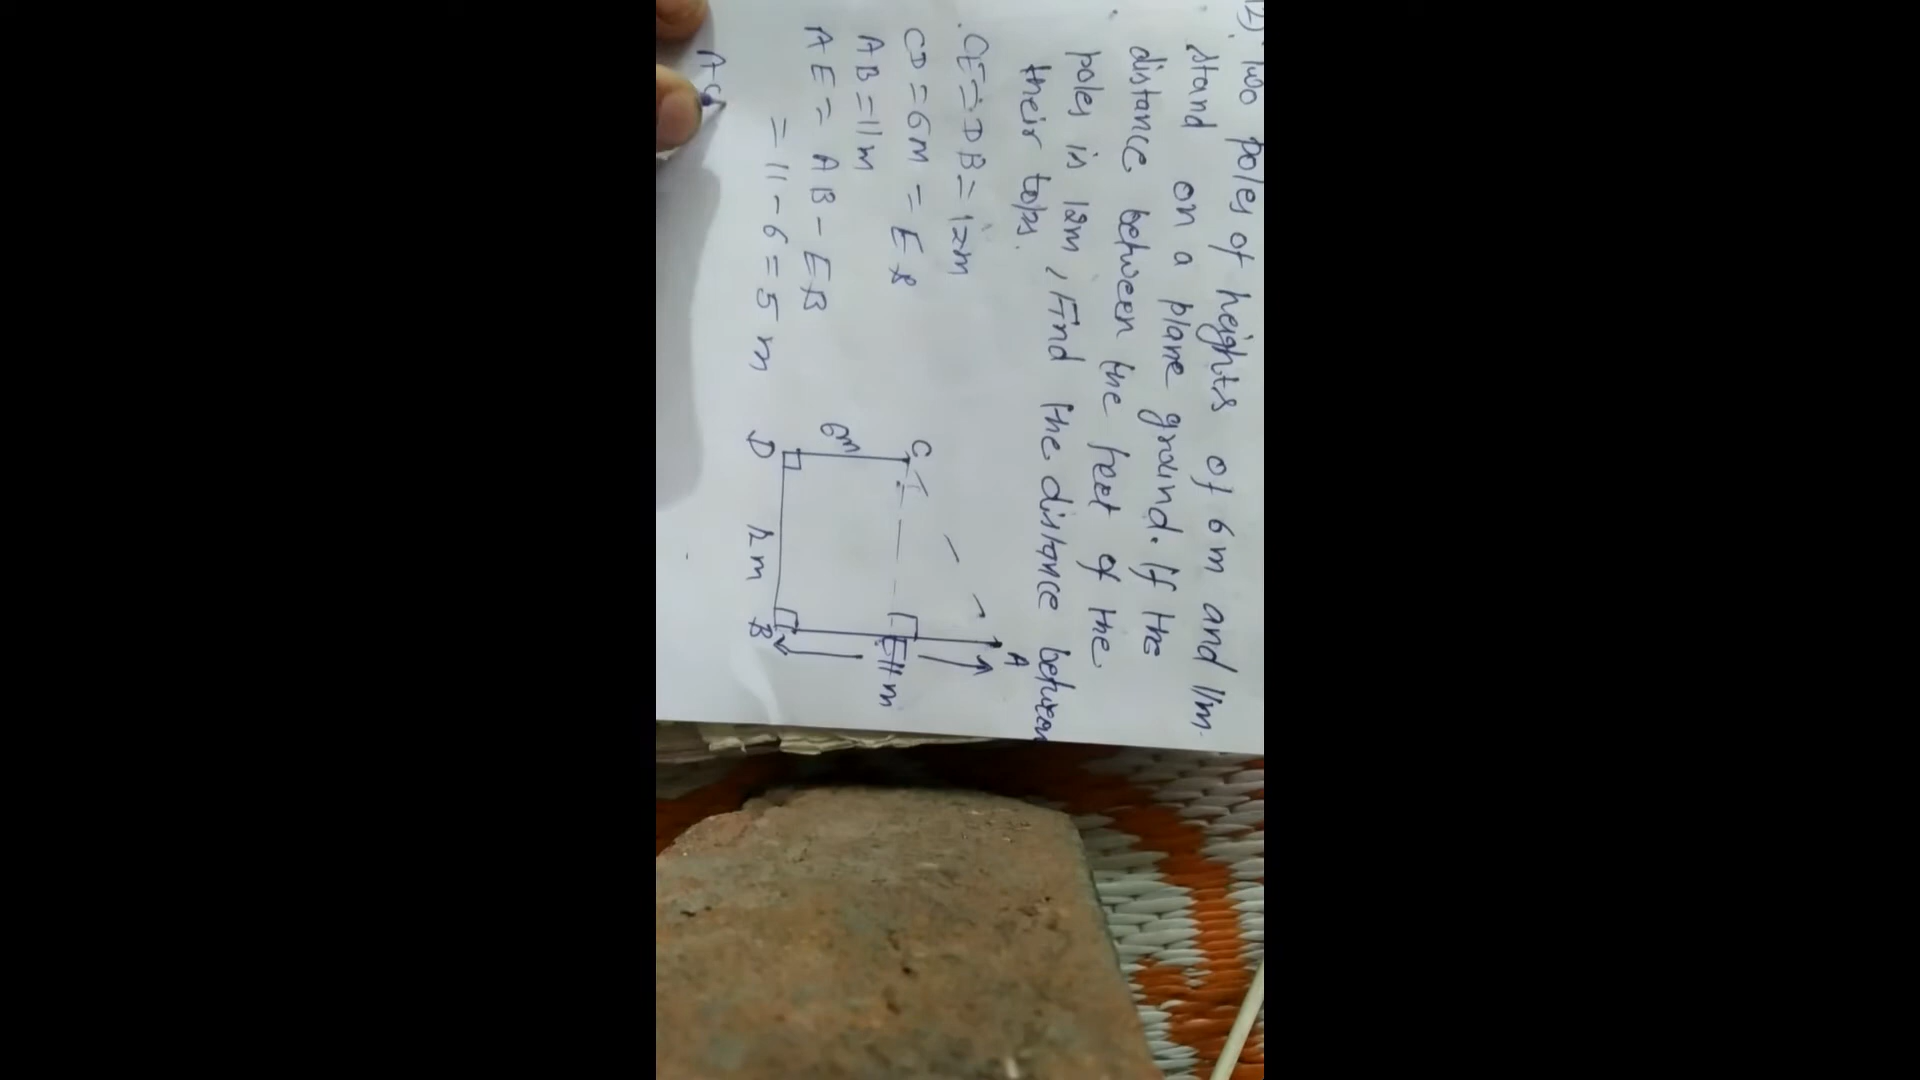 2) Two poles of heights of 6m and 11m
stand on a plane ground. If the
distance between the feet of the
poles is 12m, Find the distance between
their tops.
CE = DB = 12m
CD = 6M = EB
AB = 11m
AE = AB - EB
= 11 - 6 = 5 m
AC
A
C
E
11m
6m
D
12m
B